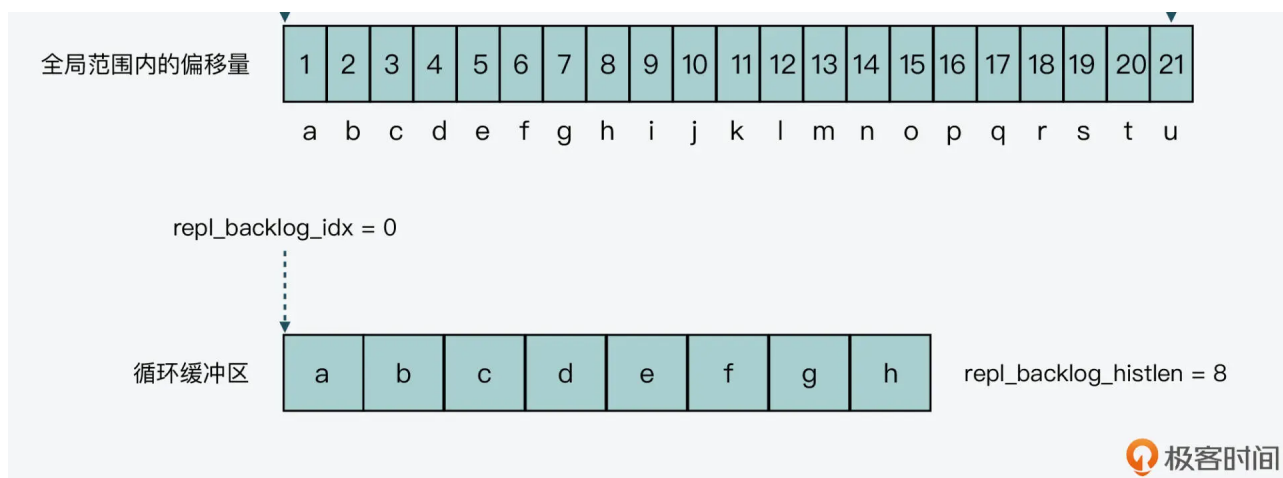 全局范围内的偏移量 1 2 3 4 5 6 7 8 9 10 11 12 13 14 15 16 17 18 19 20 21
a b c d e f g h i j k l m n o p q r s t u
repl_backlog_idx = 0
循环缓冲区 a b c d e f g h repl_backlog_histlen = 8
极客时间